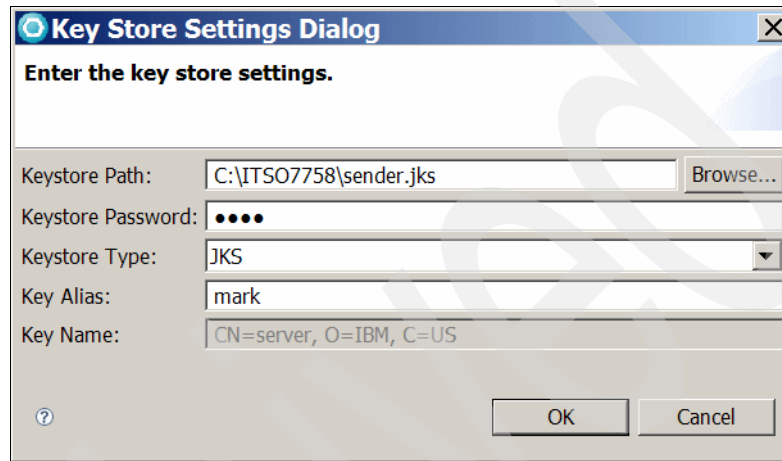 Key Store Settings Dialog
Enter the key store settings.
Keystore Path: C:\ITSO7758\sender.jks Browse...
Keystore Password: ●●●●
Keystore Type: JKS
Key Alias: mark
Key Name: CN=server, O=IBM, C=US
? OK Cancel